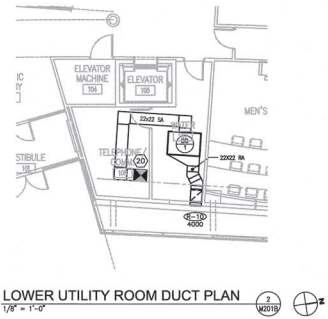 ELEVATOR
MACHINE
104
ELEVATOR
105
22x22 SA
MEN'S
WATER
TELEPHONE/
COMM
20
22X22 RA
STIBULE
R-10
4000
LOWER UTILITY ROOM DUCT PLAN
1/8" = 1'-0"
2
M201B
N